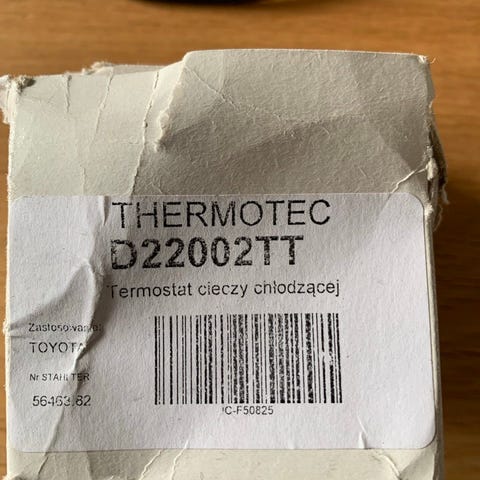 THERMOTEC
D22002TT
Termostat cieczy chłodzącej
Zastosowanie
TOYOTA
Nr STAHLTER
56463.82
IC-F50825